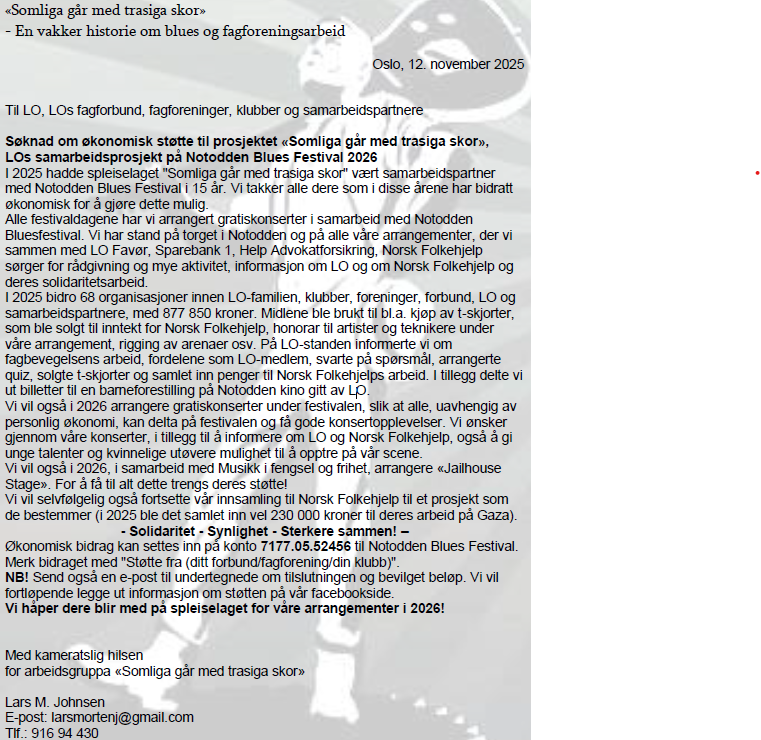 «Somliga går med trasiga skor»
- En vakker historie om blues og fagforeningsarbeid
Oslo, 12. november 2025
Til LO, LOs fagforbund, fagforeninger, klubber og samarbeidspartnere
Søknad om økonomisk støtte til prosjektet «Somliga går med trasiga skor»,
LOs samarbeidsprosjekt på Notodden Blues Festival 2026
I 2025 hadde spleiselaget "Somliga går med trasiga skor" vært samarbeidspartner
med Notodden Blues Festival i 15 år. Vi takker alle dere som i disse årene har bidratt
økonomisk for å gjøre dette mulig.
Alle festivaldagene har vi arrangert gratiskonserter i samarbeid med Notodden
Bluesfestival. Vi har stand på torget i Notodden og på alle våre arrangementer, der vi
sammen med LO Favør, Sparebank 1, Help Advokatforsikring, Norsk Folkehjelp
sørger for rådgivning og mye aktivitet, informasjon om LO og om Norsk Folkehjelp og
deres solidaritetsarbeid.
I 2025 bidro 68 organisasjoner innen LO-familien, klubber, foreninger, forbund, LO og
samarbeidspartnere, med 877 850 kroner. Midlene ble brukt til bl.a. kjøp av t-skjorter,
som ble solgt til inntekt for Norsk Folkehjelp, honorar til artister og teknikere under
våre arrangement, rigging av arenaer osv. På LO-standen informerte vi om
fagbevegelsens arbeid, fordelene som LO-medlem, svarte på spørsmål, arrangerte
quiz, solgte t-skjorter og samlet inn penger til Norsk Folkehjelps arbeid. I tillegg delte vi
ut billetter til en barneforestilling på Notodden kino gitt av LO.
Vi vil også i 2026 arrangere gratiskonserter under festivalen, slik at alle, uavhengig av
personlig økonomi, kan delta på festivalen og få gode konsertopplevelser. Vi ønsker
gjennom våre konserter, i tillegg til å informere om LO og Norsk Folkehjelp, også å gi
unge talenter og kvinnelige utøvere mulighet til å opptre på vår scene.
Vi vil også i 2026, i samarbeid med Musikk i fengsel og frihet, arrangere «Jailhouse
Stage». For å få til alt dette trengs deres støtte!
Vi vil selvfølgelig også fortsette vår innsamling til Norsk Folkehjelp til et prosjekt som
de bestemmer (i 2025 ble det samlet inn vel 230 000 kroner til deres arbeid på Gaza).
- Solidaritet - Synlighet - Sterkere sammen! –
Økonomisk bidrag kan settes inn på konto 7177.05.52456 til Notodden Blues Festival.
Merk bidraget med "Støtte fra (ditt forbund/fagforening/din klubb)".
NB! Send også en e-post til undertegnede om tilslutningen og bevilget beløp. Vi vil
fortløpende legge ut informasjon om støtten på vår facebookside.
Vi håper dere blir med på spleiselaget for våre arrangementer i 2026!
Med kameratslig hilsen
for arbeidsgruppa «Somliga går med trasiga skor»
Lars M. Johnsen
E-post: larsmortenj@gmail.com
Tlf.: 916 94 430